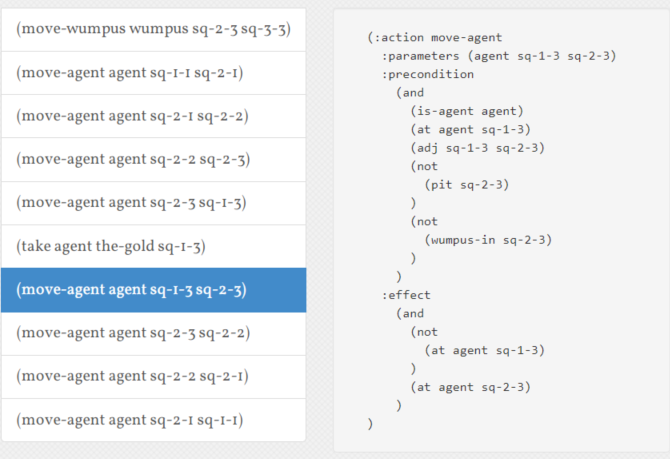 (move-wumpus wumpus sq-2-3 sq-3-3)
(move-agent agent sq-1-1 sq-2-1)
(move-agent agent sq-2-1 sq-2-2)
(move-agent agent sq-2-2 sq-2-3)
(move-agent agent sq-2-3 sq-1-3)
(take agent the-gold sq-1-3)
(move-agent agent sq-1-3 sq-2-3)
(move-agent agent sq-2-3 sq-2-2)
(move-agent agent sq-2-2 sq-2-1)
(move-agent agent sq-2-1 sq-1-1)
(:action move-agent
  :parameters (agent sq-1-3 sq-2-3)
  :precondition
    (and
      (is-agent agent)
      (at agent sq-1-3)
      (adj sq-1-3 sq-2-3)
      (not
        (pit sq-2-3)
      )
      (not
        (wumpus-in sq-2-3)
      )
    )
  :effect
    (and
      (not
        (at agent sq-1-3)
      )
      (at agent sq-2-3)
    )
)